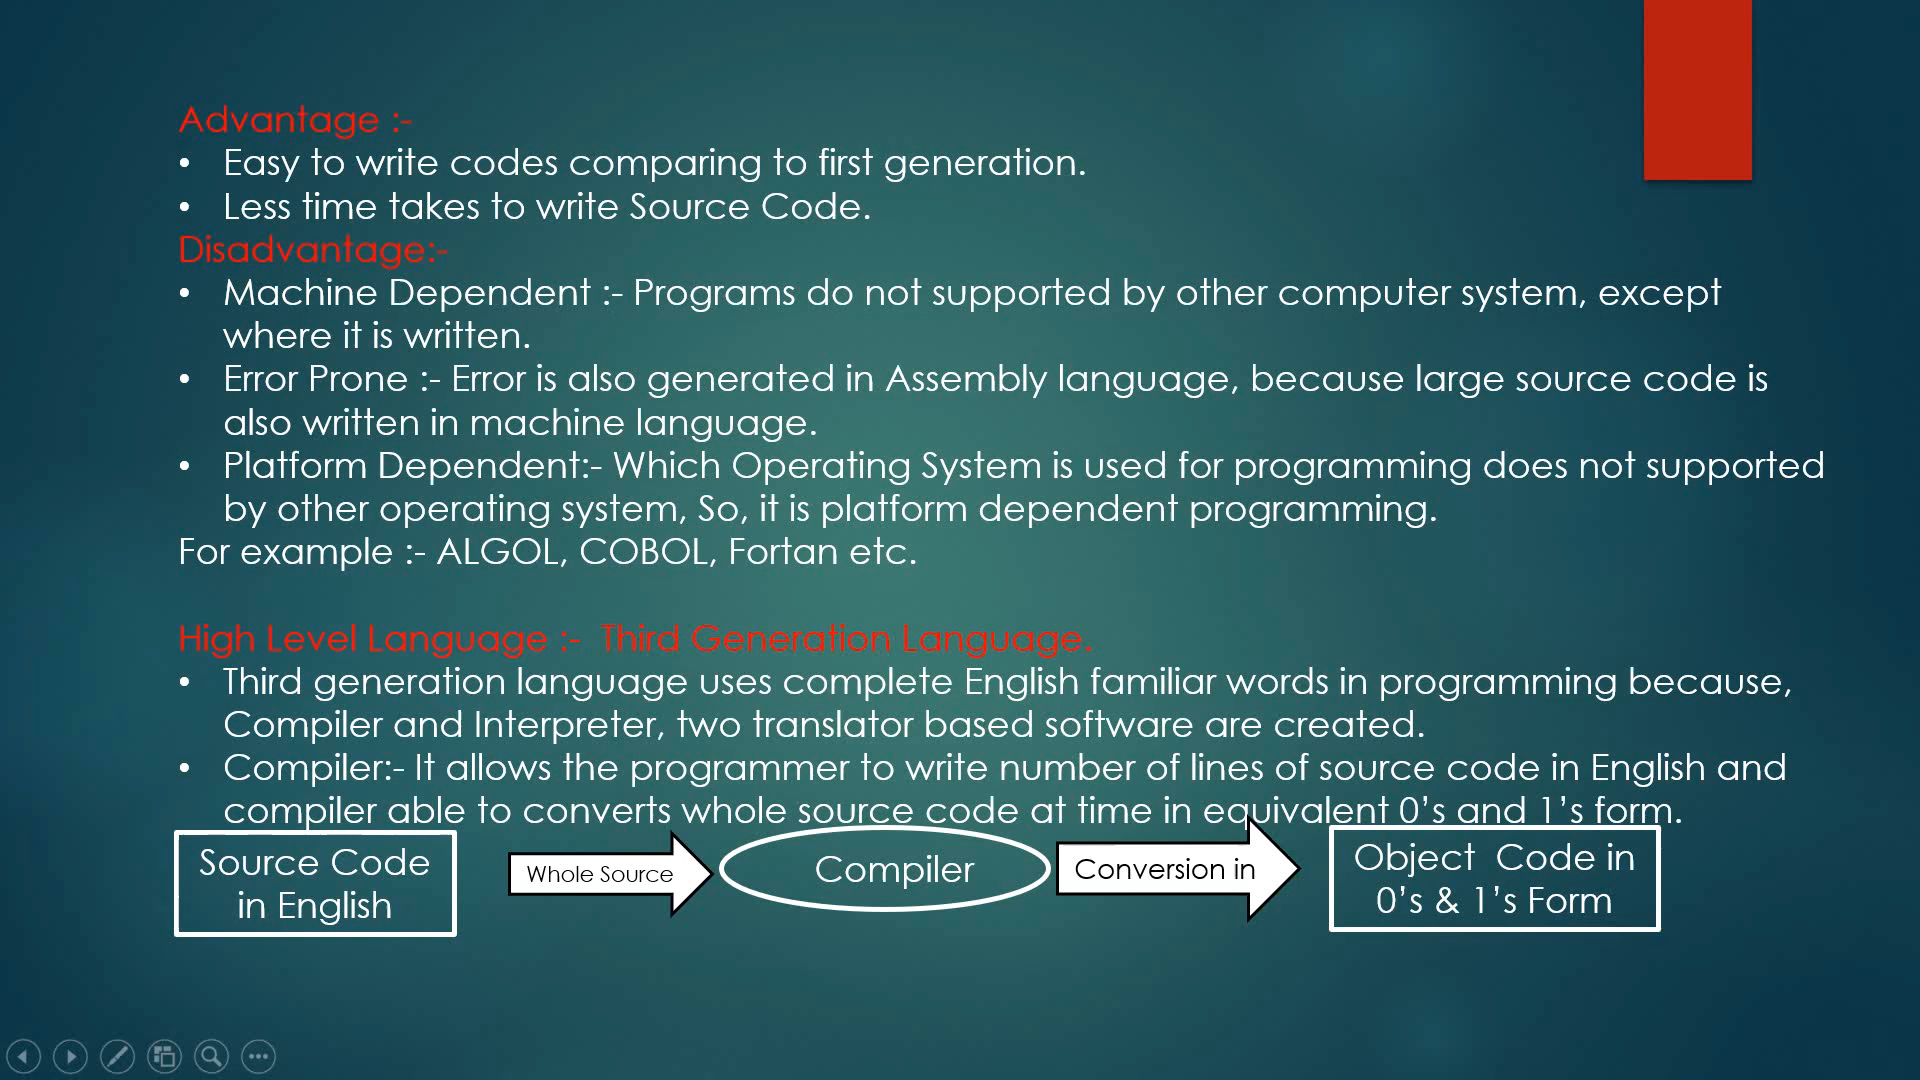 Advantage :-
• Easy to write codes comparing to first generation.
• Less time takes to write Source Code.
Disadvantage:-
• Machine Dependent :- Programs do not supported by other computer system, except
where it is written.
• Error Prone :- Error is also generated in Assembly language, because large source code is
also written in machine language.
• Platform Dependent:- Which Operating System is used for programming does not supported
by other operating system, So, it is platform dependent programming.
For example :- ALGOL, COBOL, Fortan etc.
High Level Language :-  Third Generation Language.
• Third generation language uses complete English familiar words in programming because,
Compiler and Interpreter, two translator based software are created.
• Compiler:- It allows the programmer to write number of lines of source code in English and
compiler able to converts whole source code at time in equivalent 0’s and 1’s form.
Source Code
in English
Whole Source
Compiler
Conversion in
Object  Code in
0’s & 1’s Form